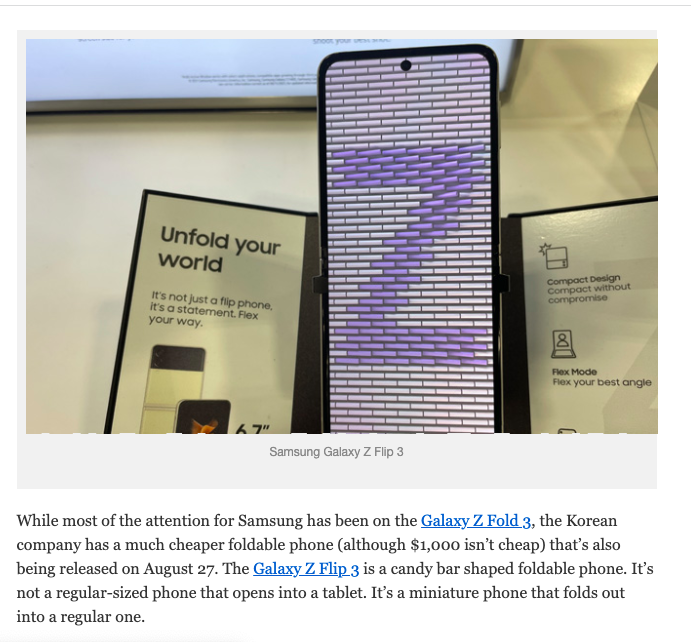 shoot your best shot.
Unfold your
world
It's not just a flip phone,
it's a statement. Flex
your way.
6.7"
Compact Design
Compact without
compromise
Flex Mode
Flex your best angle
Samsung Galaxy Z Flip 3
While most of the attention for Samsung has been on the Galaxy Z Fold 3, the Korean
company has a much cheaper foldable phone (although $1,000 isn't cheap) that's also
being released on August 27. The Galaxy Z Flip 3 is a candy bar shaped foldable phone. It's
not a regular-sized phone that opens into a tablet. It's a miniature phone that folds out
into a regular one.